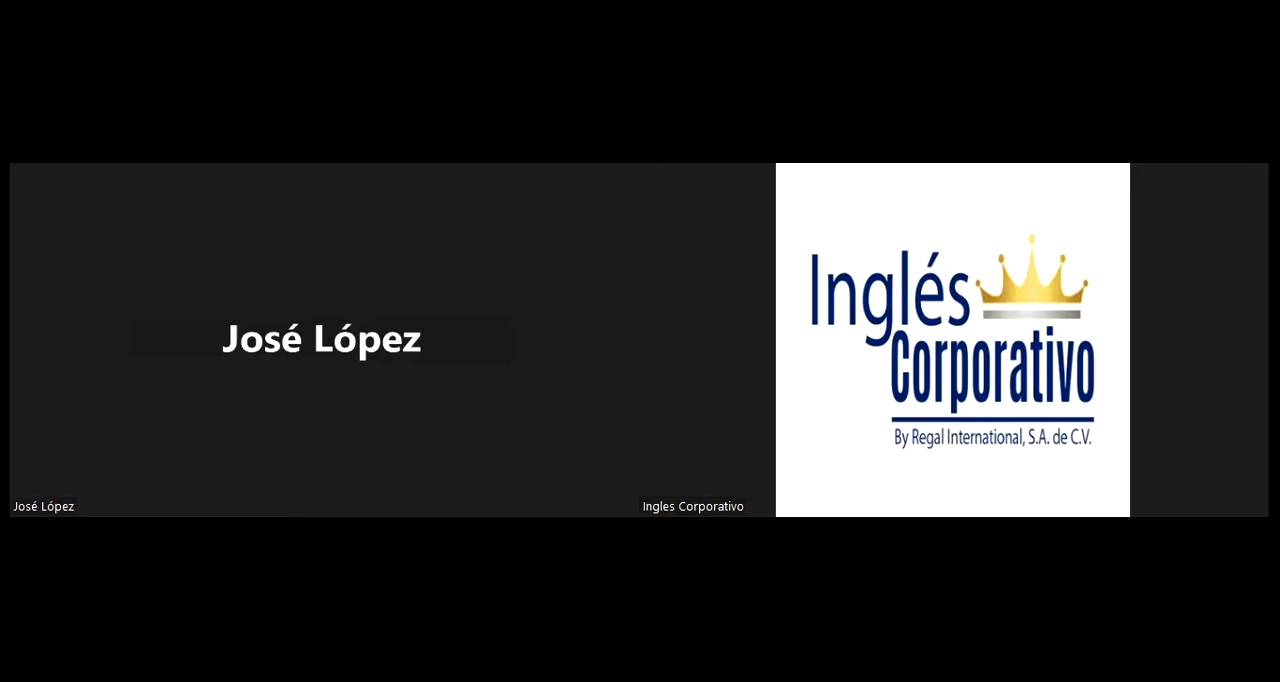 José López
José López
Inglés
Corporativo
By Regal International, S.A. de C.V.
Ingles Corporativo